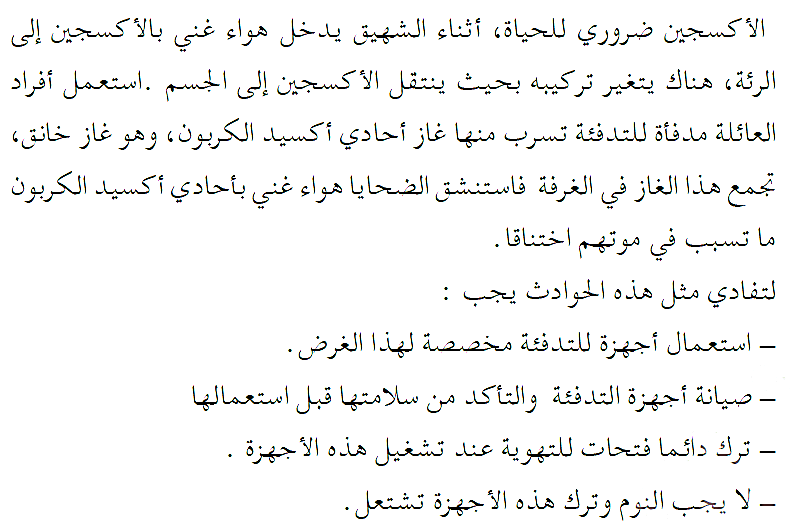 الأكسجين ضروري للحياة، أثناء الشهيق يدخل هواء غني بالأكسجين إلى
الرئة، هناك يتغير تركيبه بحيث ينتقل الأكسجين إلى الجسم .استعمل أفراد
العائلة مدفأة للتدفئة تسرب منها غاز أحادي أكسيد الكربون، وهو غاز خانق،
تجمع هذا الغاز في الغرفة فاستنشق الضحايا هواء غني بأحادي أكسيد الكربون
ما تسبب في موتهم اختناقا.
لتفادي مثل هذه الحوادث يجب :
– استعمال أجهزة للتدفئة مخصصة لهذا الغرض.
– صيانة أجهزة التدفئة والتأكد من سلامتها قبل استعمالها
– ترك دائما فتحات للتهوية عند تشغيل هذه الأجهزة .
– لا يجب النوم وترك هذه الأجهزة تشتعل.